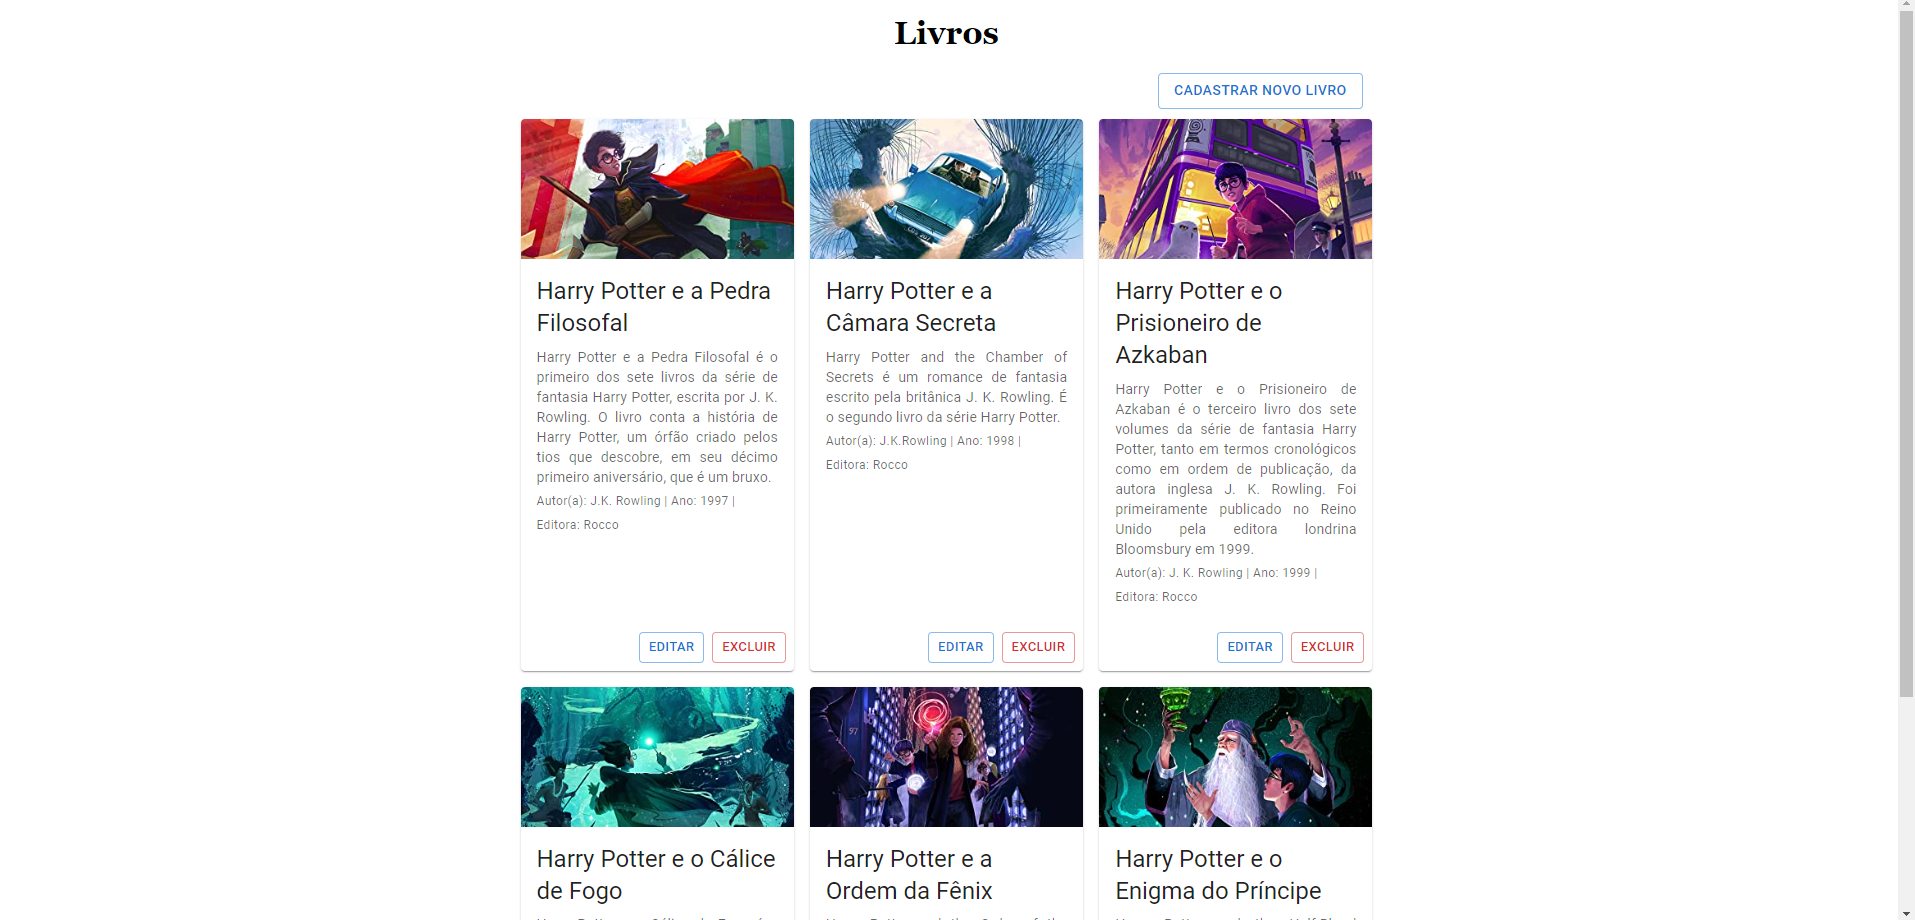 Livros
CADASTRAR NOVO LIVRO
Harry Potter e a Pedra
Filosofal
Harry Potter e a Pedra Filosofal é o
primeiro dos sete livros da série de
fantasia Harry Potter, escrita por J. K.
Rowling. O livro conta a história de
Harry Potter, um órfão criado pelos
tios que descobre, em seu décimo
primeiro aniversário, que é um bruxo.
Autor(a): J.K. Rowling | Ano: 1997 |
Editora: Rocco
EDITAR
EXCLUIR
Harry Potter e a
Câmara Secreta
Harry Potter and the Chamber of
Secrets é um romance de fantasia
escrito pela britânica J. K. Rowling. É
o segundo livro da série Harry Potter.
Autor(a): J.K.Rowling | Ano: 1998 |
Editora: Rocco
EDITAR
EXCLUIR
Harry Potter e o
Prisioneiro de
Azkaban
Harry Potter e o Prisioneiro de
Azkaban é o terceiro livro dos sete
volumes da série de fantasia Harry
Potter, tanto em termos cronológicos
como em ordem de publicação, da
autora inglesa J. K. Rowling. Foi
primeiramente publicado no Reino
Unido pela editora londrina
Bloomsbury em 1999.
Autor(a): J. K. Rowling | Ano: 1999 |
Editora: Rocco
EDITAR
EXCLUIR
Harry Potter e o Cálice
de Fogo
Harry Potter e a
Ordem da Fênix
Harry Potter e o
Enigma do Príncipe